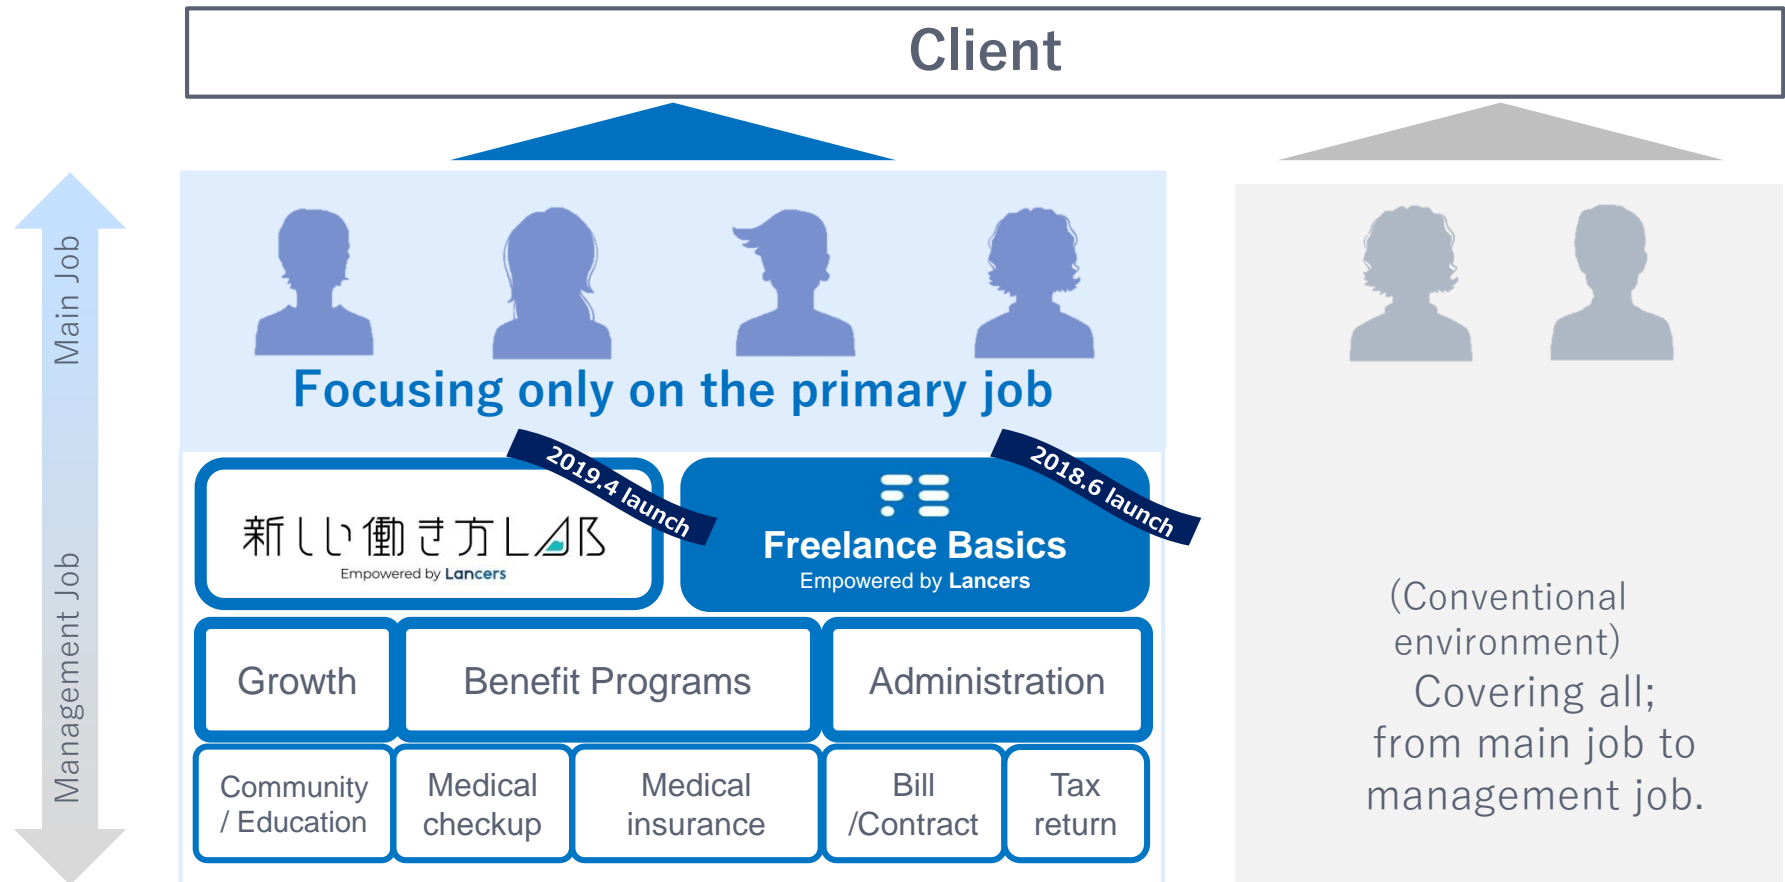 Client
Main Job
Management Job
Focusing only on the primary job
2019.4 launch
新しい働き方LAB
Empowered by Lancers
2018.6 launch
Freelance Basics
Empowered by Lancers
Growth
Benefit Programs
Administration
Community
/ Education
Medical
checkup
Medical
insurance
Bill
/Contract
Tax
return
(Conventional
environment)
Covering all;
from main job to
management job.